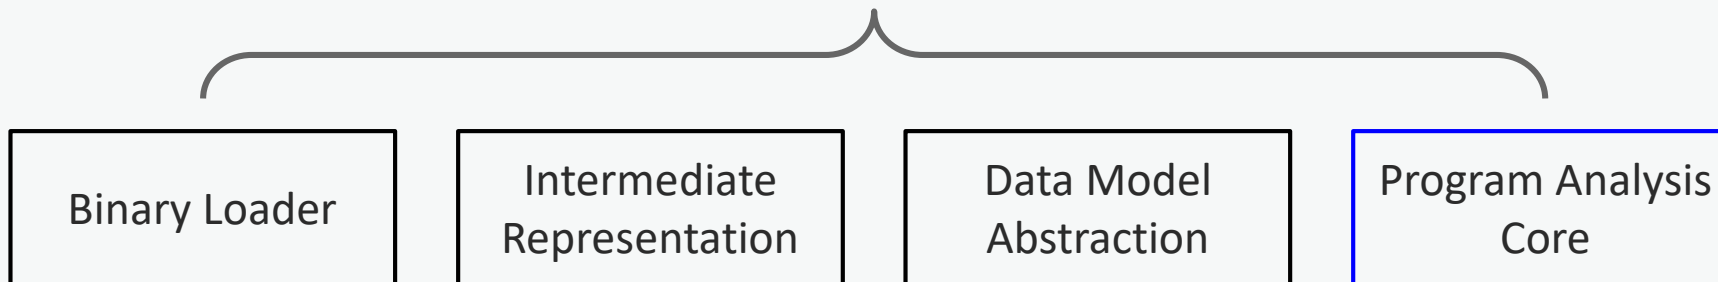 Binary Loader
Intermediate
Representation
Data Model
Abstraction
Program Analysis
Core